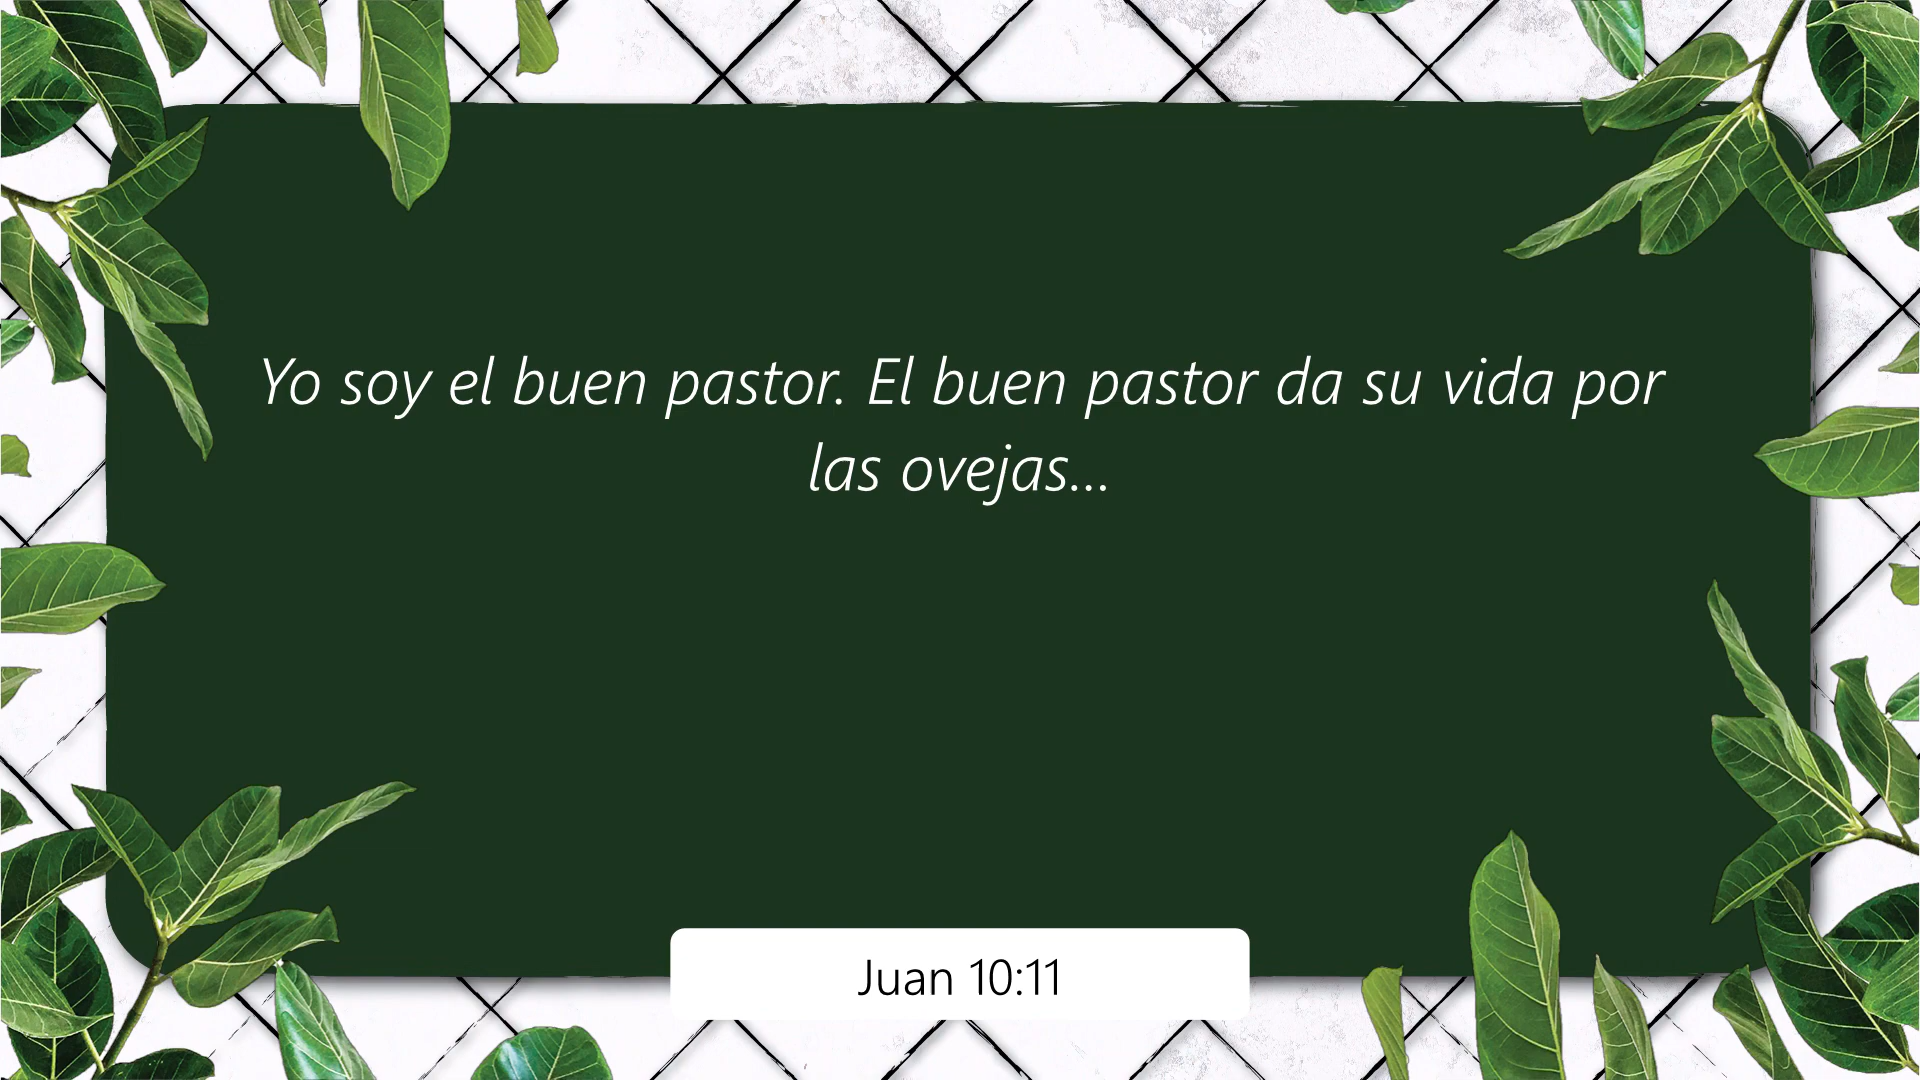 Yo soy el buen pastor. El buen pastor da su vida por
las ovejas...
Juan 10:11